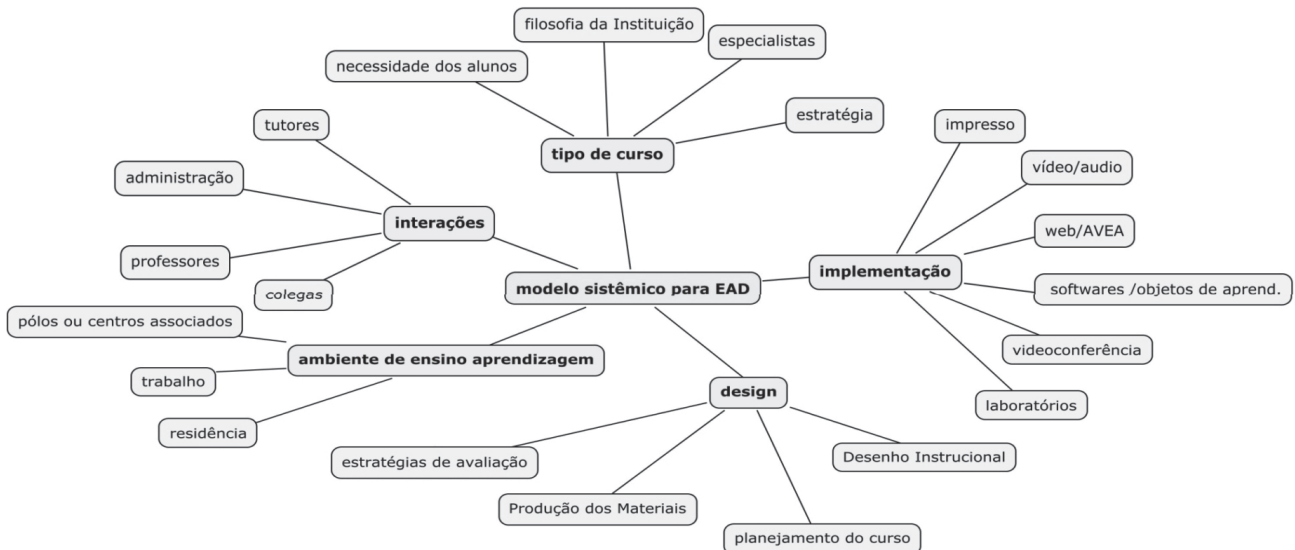 filosofia da Instituição
especialistas
necessidade dos alunos
estratégia
tipo de curso
tutores
administração
interações
professores
colegas
impresso
vídeo/audio
web/AVEA
implementação
softwares /objetos de aprend.
videoconferência
laboratórios
modelo sistêmico para EAD
pólos ou centros associados
ambiente de ensino aprendizagem
trabalho
residência
design
estratégias de avaliação
Desenho Instrucional
Produção dos Materiais
planejamento do curso